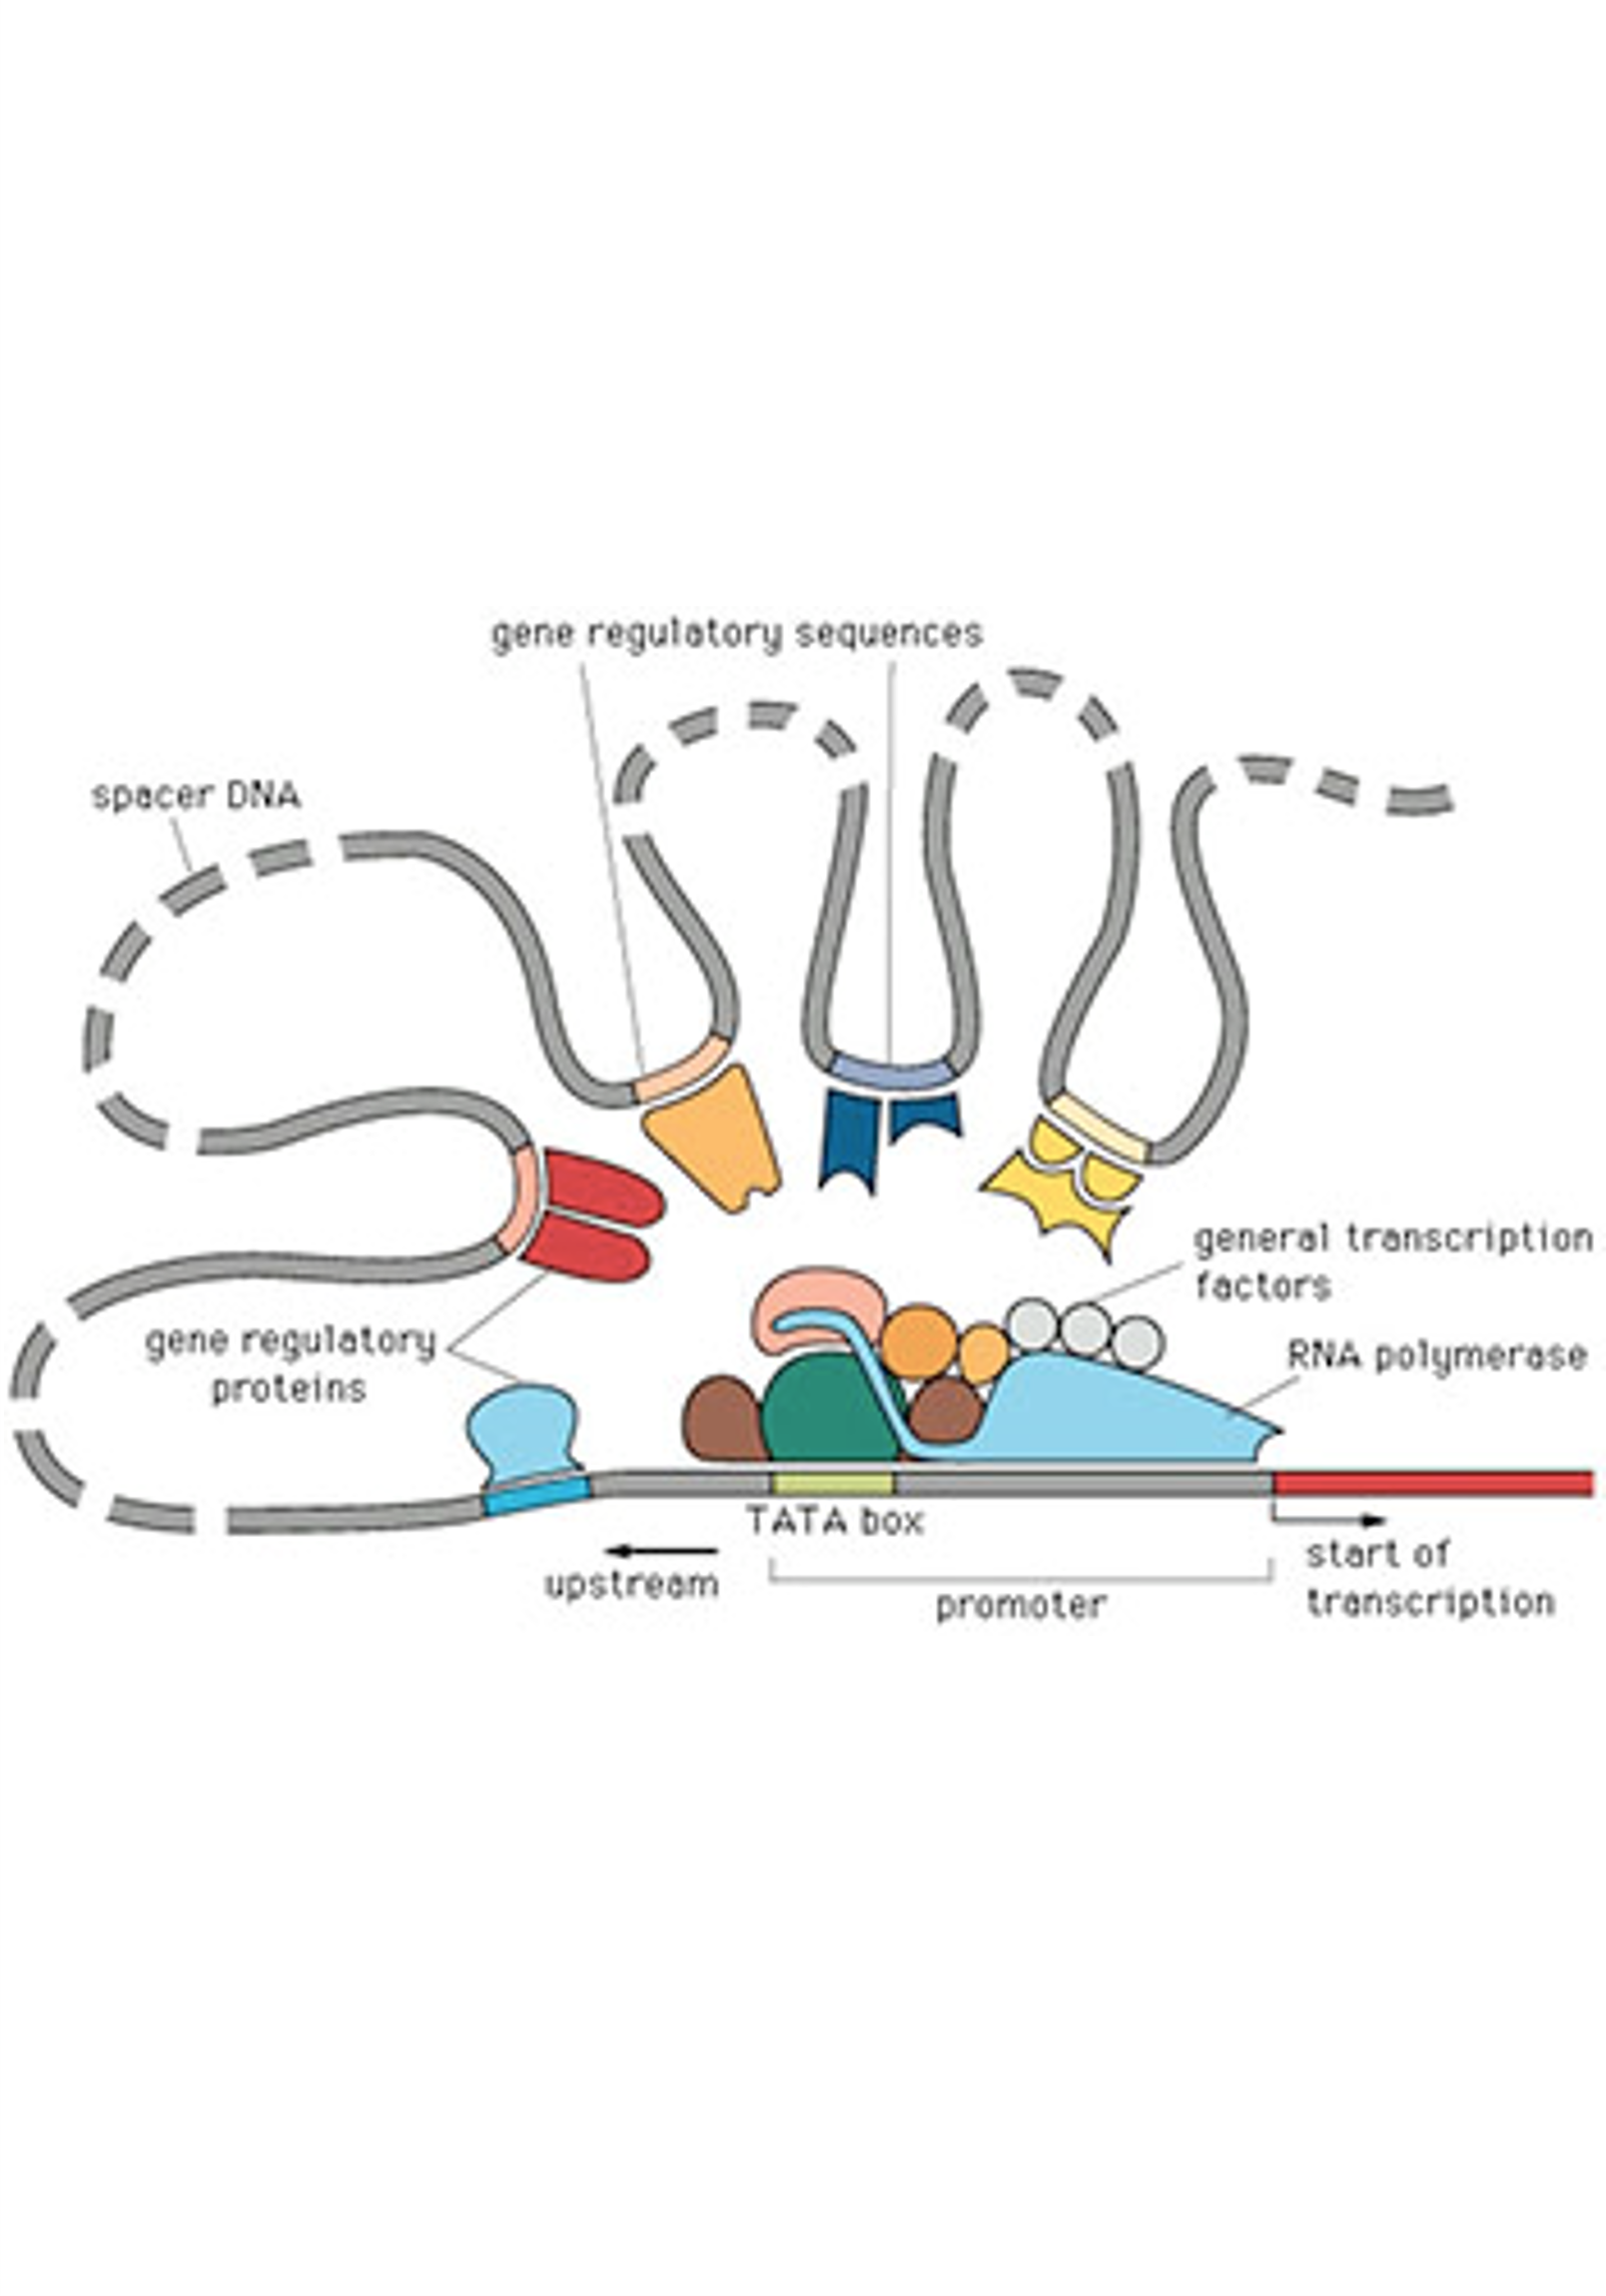 gene regulatory sequences
spacer DNA
general transcription
factors
gene regulatory
proteins
RNA polymerase
TATA box
upstream
promoter
start of
transcription